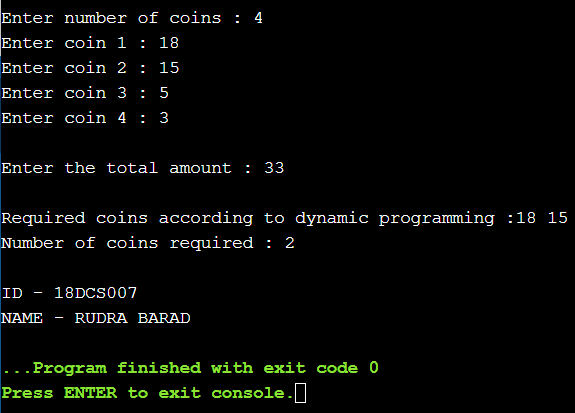 Enter number of coins : 4
Enter coin 1 : 18
Enter coin 2 : 15
Enter coin 3 : 5
Enter coin 4 : 3
Enter the total amount : 33
Required coins according to dynamic programming :18 15
Number of coins required : 2
ID - 18DCS007
NAME - RUDRA BARAD
...Program finished with exit code 0
Press ENTER to exit console.